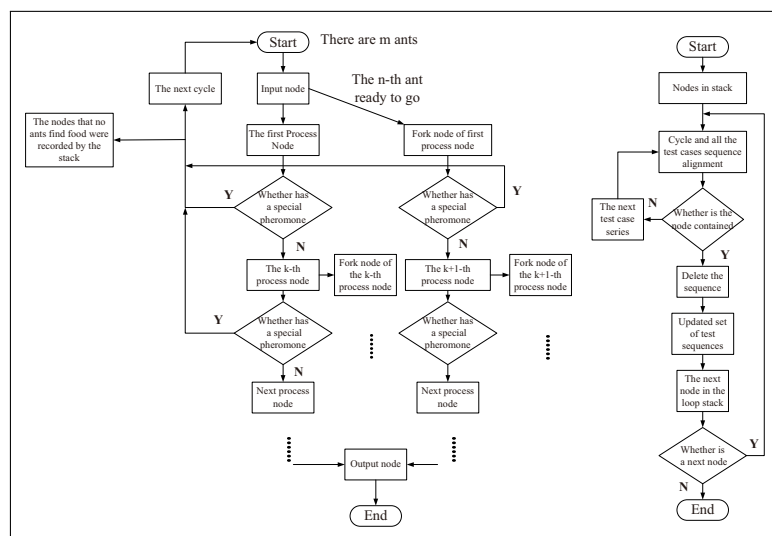 Start
There are m ants
The next cycle
Input node
The n-th ant
ready to go
The nodes that no
ants find food were
recorded by the
stack
The first Process
Node
Fork node of first
process node
Y
Whether has
a special
pheromone
Whether has
a special
pheromone
Y
N
N
The k-th
process node
Fork node of
the k-th
process node
The k+1-th
process node
Fork node of
the k+1-th
process node
Y
Whether has
a special
pheromone
Whether has
a special
pheromone
N
Next process
node
Next process
node
Output node
End
Start
Nodes in stack
Cycle and all the
test cases sequence
alignment
The next
test case
series
N
Whether is the
node contained
Y
Delete the
sequence
Updated set
of test
sequences
The next
node in the
loop stack
Whether is
a next node
Y
N
End